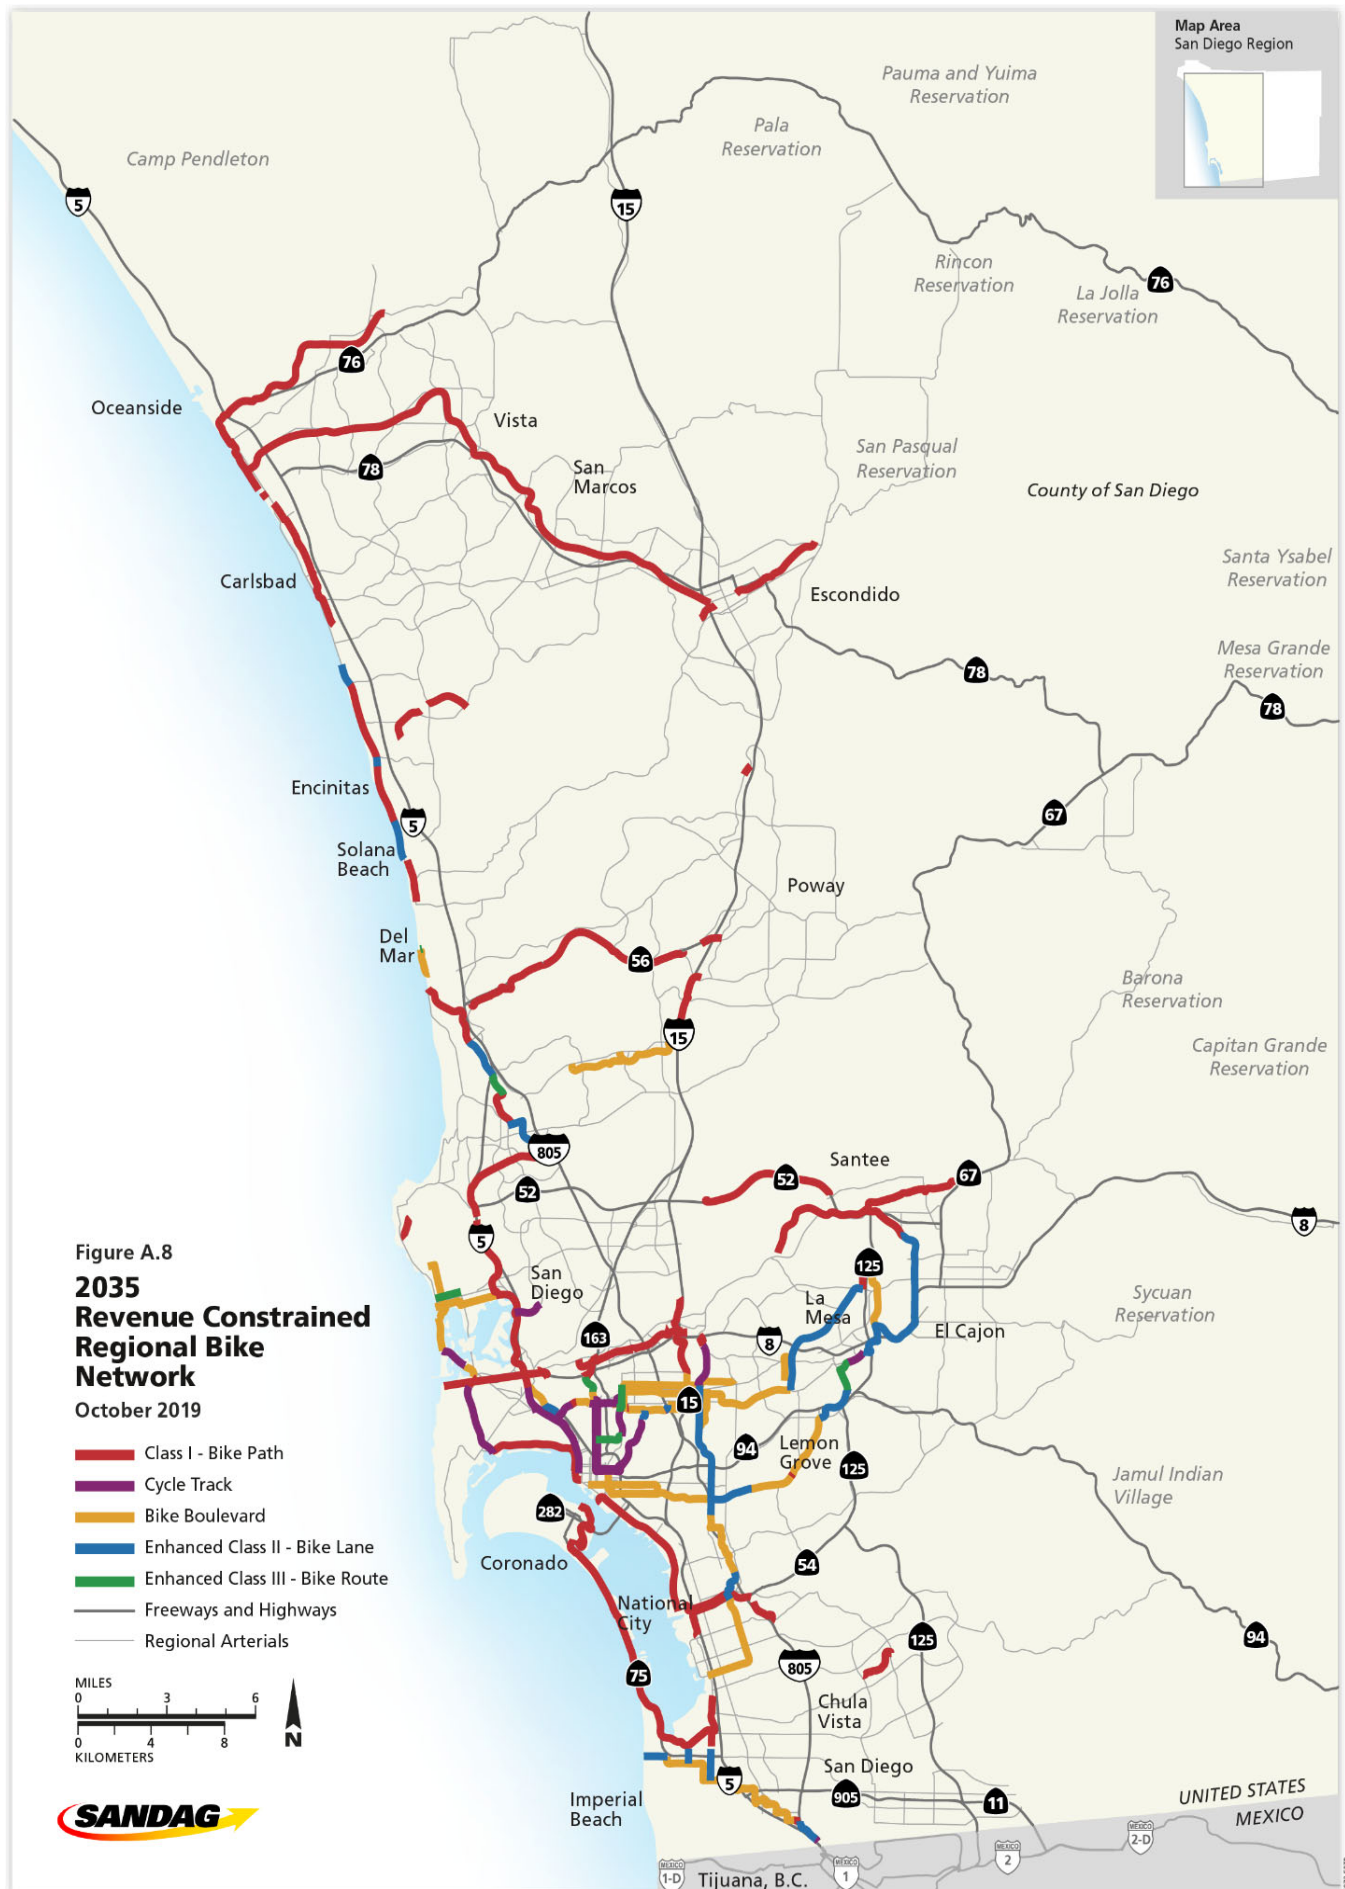 Map Area
San Diego Region
Pauma and Yuima
Reservation
Pala
Reservation
Camp Pendleton
5
15
Rincon
Reservation
76
La Jolla
Reservation
76
Oceanside
Vista
78
San
Marcos
San Pasqual
Reservation
County of San Diego
Santa Ysabel
Reservation
Carlsbad
Escondido
Mesa Grande
Reservation
78
78
Encinitas
5
67
Solana
Beach
Poway
Del
Mar
56
Barona
Reservation
15
Capitan Grande
Reservation
805
Santee
52
67
52
5
8
125
San
Diego
La
Mesa
Sycuan
Reservation
163
8
El Cajon
15
94
Lemon
Grove
125
Jamul Indian
Village
282
Coronado
54
National
City
125
94
805
75
Chula
Vista
San Diego
5
905
11
Imperial
Beach
UNITED STATES
MEXICO
MEXICO
1-D
Tijuana, B.C.
MEXICO
1
MEXICO
2
MEXICO
2-D
Figure A.8
2035
Revenue Constrained
Regional Bike
Network
October 2019
Class I - Bike Path
Cycle Track
Bike Boulevard
Enhanced Class II - Bike Lane
Enhanced Class III - Bike Route
Freeways and Highways
Regional Arterials
MILES
0 3 6
0 4 8
KILOMETERS
N
SANDAG